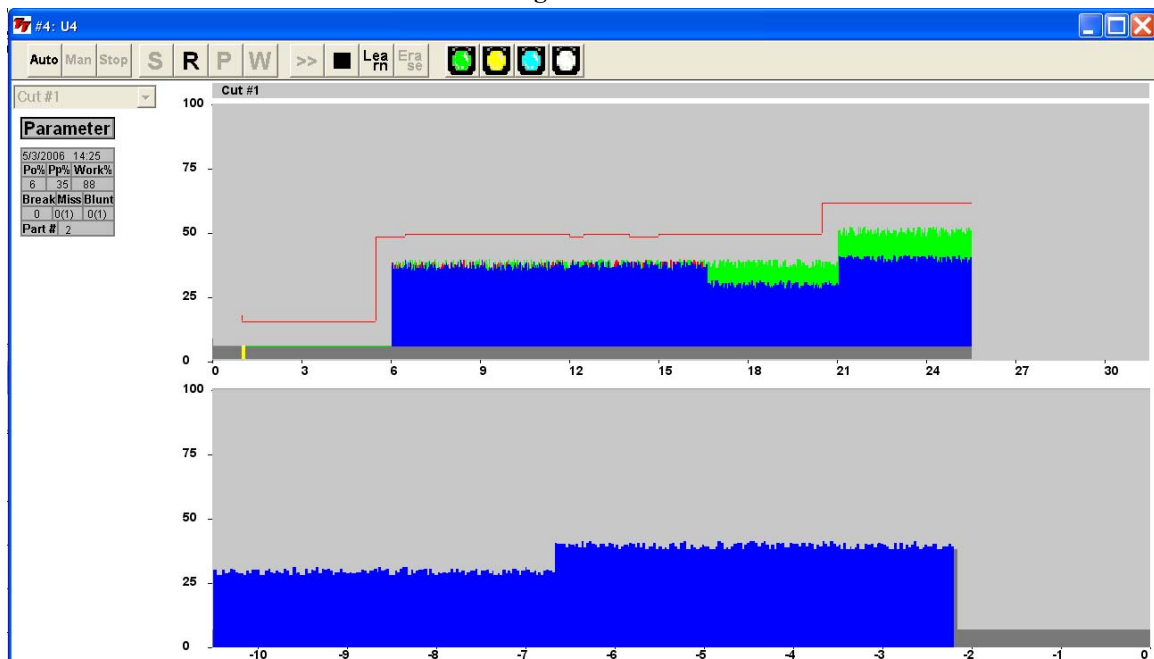 #4: U4
Auto Man Stop S R P W >> Lea rn Era se
Cut #1
Parameter
5/3/2006 14:25
Po% Pp% Work%
6 35 88
Break Miss Blunt
0 0(1) 0(1)
Part # 2
Cut #1
100
75
50
25
0
0 3 6 9 12 15 18 21 24 27 30
100
75
50
25
0
-10 -9 -8 -7 -6 -5 -4 -3 -2 -1 0